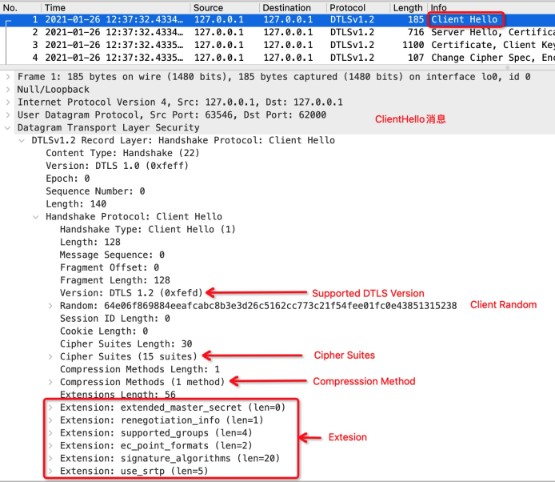 No. Time Source Destination Protocol Length Info
1 2021-01-26 12:37:32.4334… 127.0.0.1 127.0.0.1 DTLSv1.2 185 Client Hello
2 2021-01-26 12:37:32.4334… 127.0.0.1 127.0.0.1 DTLSv1.2 716 Server Hello, Certifica
3 2021-01-26 12:37:32.4334… 127.0.0.1 127.0.0.1 DTLSv1.2 1100 Certificate, Client Key
4 2021-01-26 12:37:32.4335… 127.0.0.1 127.0.0.1 DTLSv1.2 107 Change Cipher Spec, Enc
Frame 1: 185 bytes on wire (1480 bits), 185 bytes captured (1480 bits) on interface lo0, id 0
Null/Loopback
Internet Protocol Version 4, Src: 127.0.0.1, Dst: 127.0.0.1
User Datagram Protocol, Src Port: 63546, Dst Port: 62000
ClientHello消息
Datagram Transport Layer Security
DTLSv1.2 Record Layer: Handshake Protocol: Client Hello
Content Type: Handshake (22)
Version: DTLS 1.0 (0xfeff)
Epoch: 0
Sequence Number: 0
Length: 140
Handshake Protocol: Client Hello
Handshake Type: Client Hello (1)
Length: 128
Message Sequence: 0
Fragment Offset: 0
Fragment Length: 128
Version: DTLS 1.2 (0xfefd) Supported DTLS Version
Random: 64e06f869884eeafcabc8b3e3d26c5162cc773c21f54fee01fc0e43851315238 Client Random
Session ID Length: 0
Cookie Length: 0
Cipher Suites Length: 30
Cipher Suites (15 suites) Cipher Suites
Compression Methods Length: 1
Compression Methods (1 method) Compresssion Method
Extensions Length: 56
Extension: extended_master_secret (len=0)
Extension: renegotiation_info (len=1)
Extension: supported_groups (len=4)
Extesion
Extension: ec_point_formats (len=2)
Extension: signature_algorithms (len=20)
Extension: use_srtp (len=5)